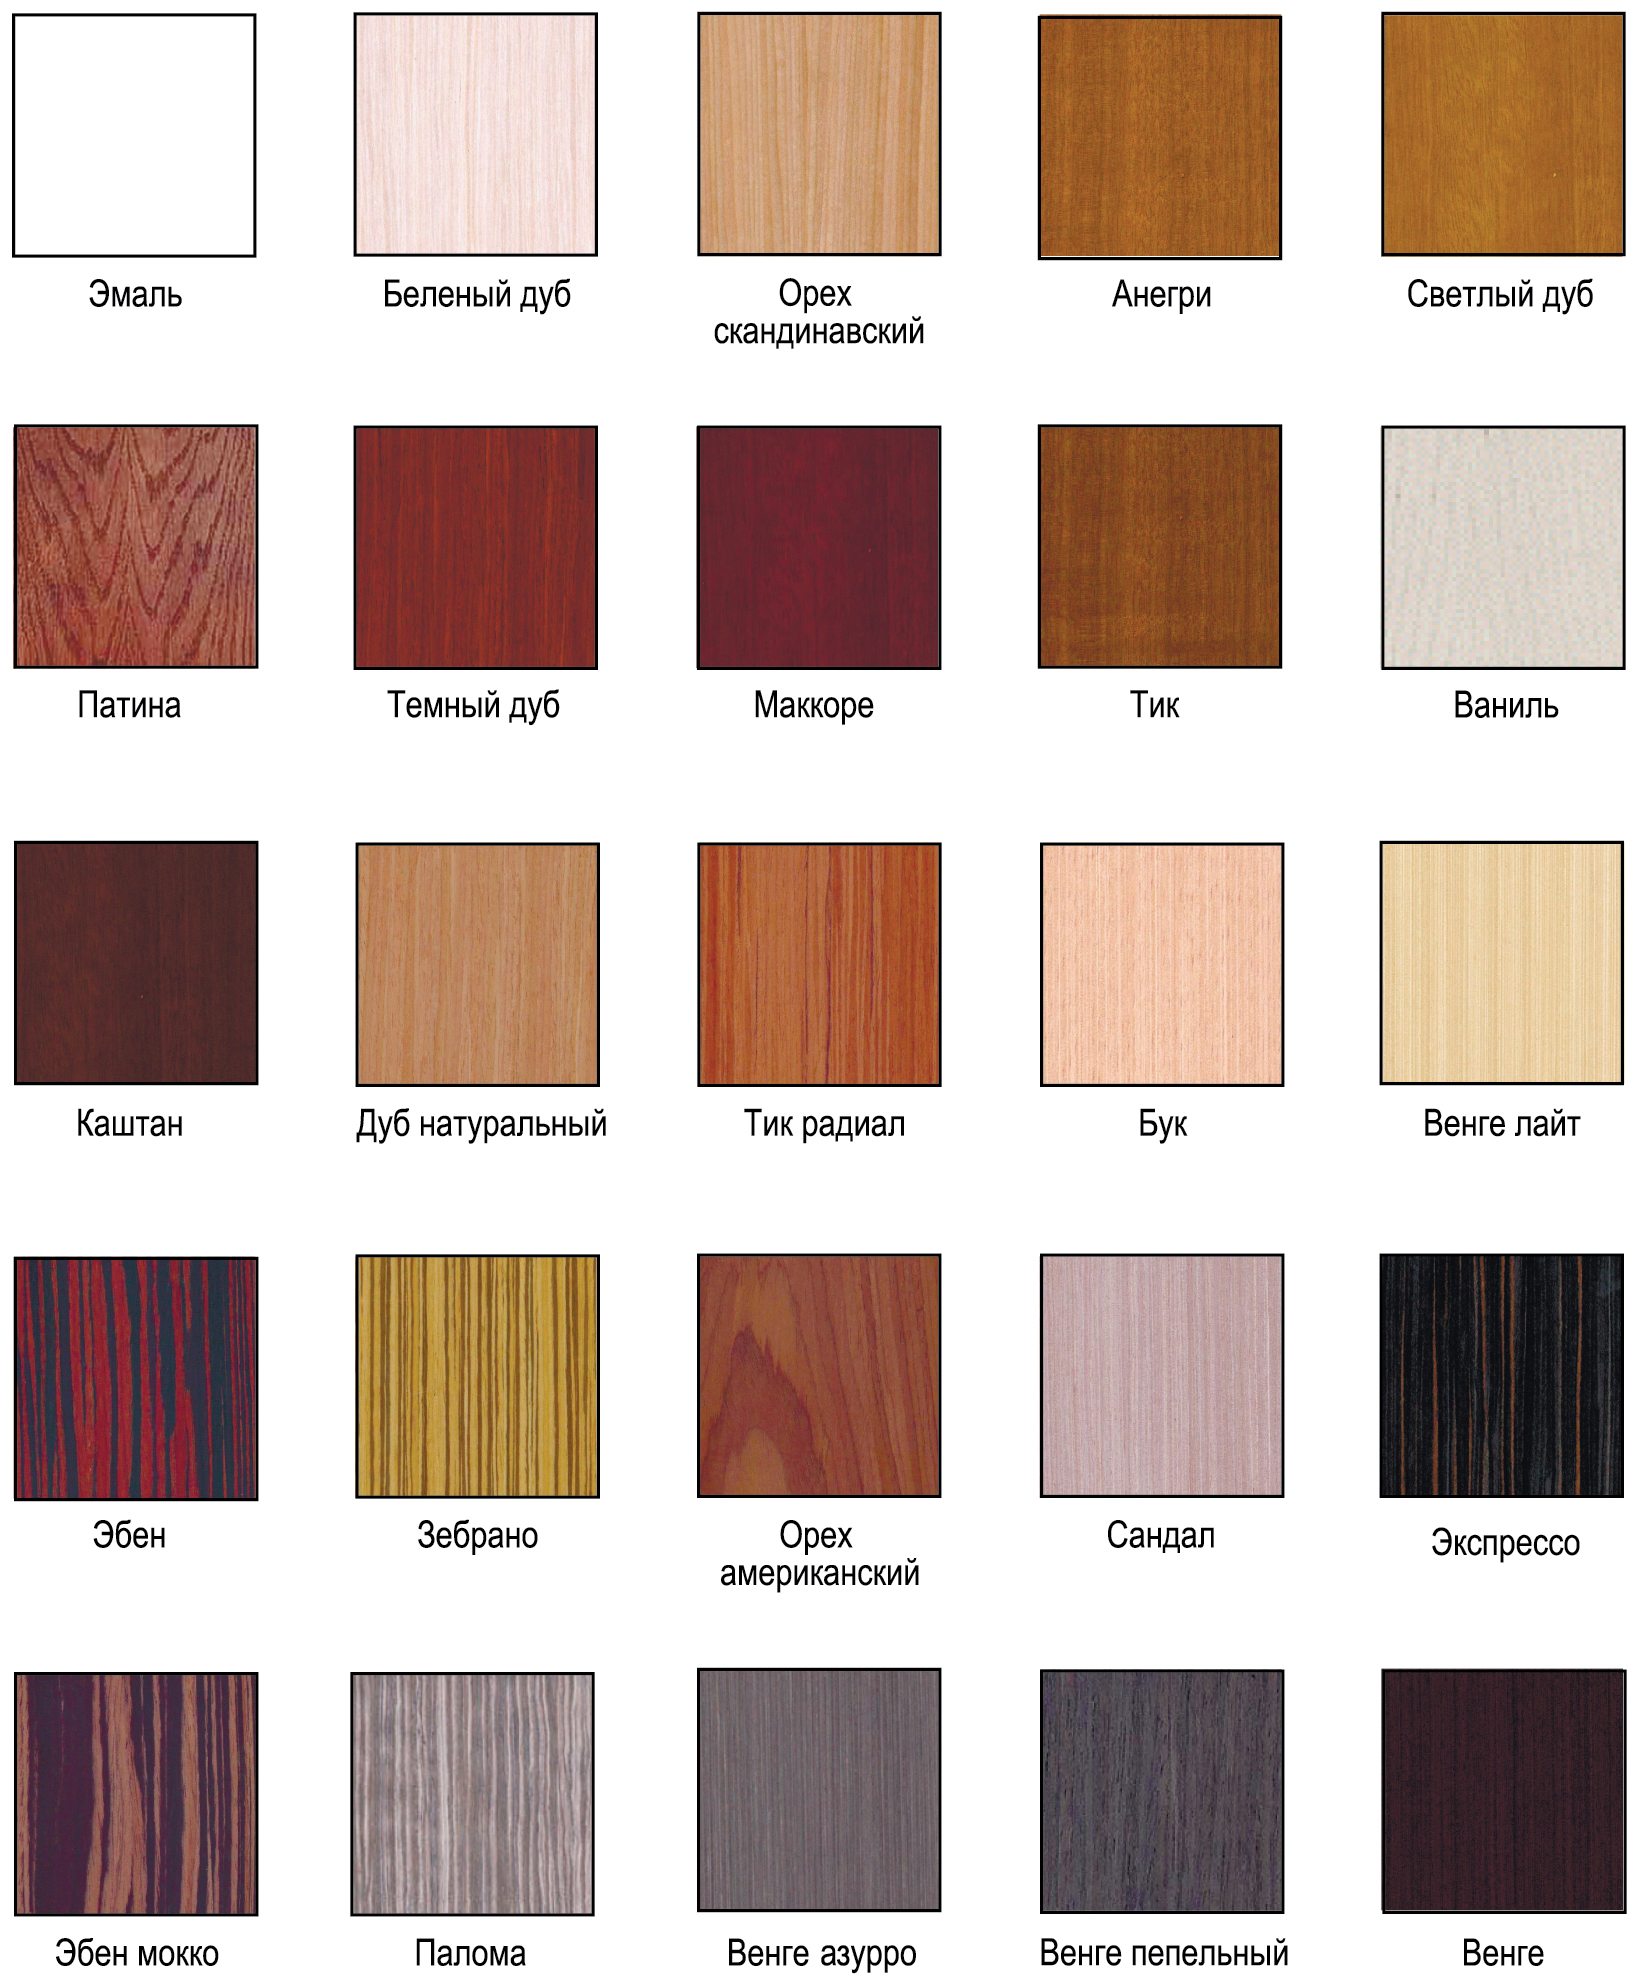 Эмаль
Беленый дуб
Орех
скандинавский
Анегри
Светлый дуб
Патина
Темный дуб
Маккоре
Тик
Ваниль
Каштан
Дуб натуральный
Тик радиал
Бук
Венге лайт
Эбен
Зебрано
Орех
американский
Сандал
Экспрессо
Эбен мокко
Палома
Венге азурро
Венге пепельный
Венге